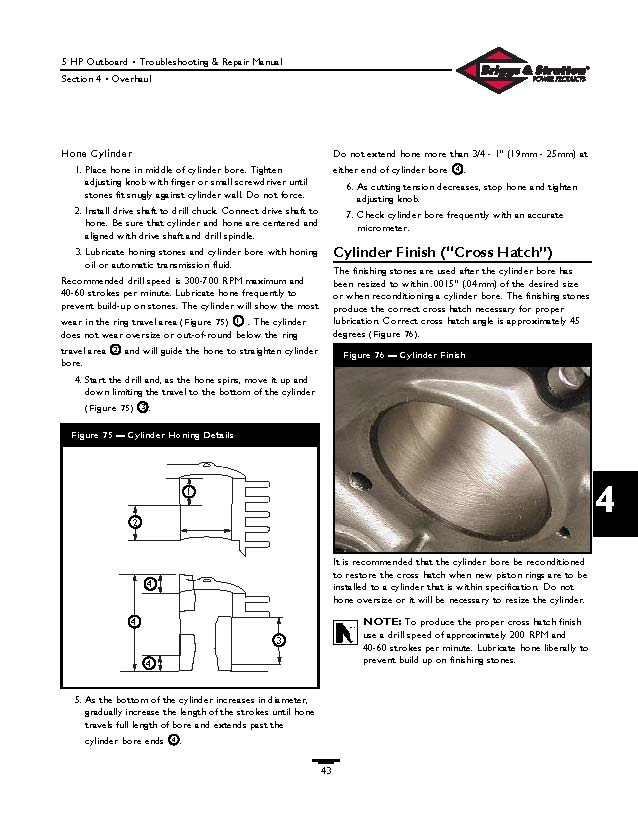 5 HP Outboard • Troubleshooting & Repair Manual
Section 4 • Overhaul
Briggs & Stratton®
POWER PRODUCTS
Hone Cylinder
1. Place hone in middle of cylinder bore. Tighten
adjusting knob with finger or small screwdriver until
stones fit snugly against cylinder wall. Do not force.
2. Install drive shaft to drill chuck. Connect drive shaft to
hone. Be sure that cylinder and hone are centered and
aligned with drive shaft and drill spindle.
3. Lubricate honing stones and cylinder bore with honing
oil or automatic transmission fluid.
Recommended drill speed is 300-700 RPM maximum and
40-60 strokes per minute. Lubricate hone frequently to
prevent build-up on stones. The cylinder will show the most
wear in the ring travel area (Figure 75) 1 . The cylinder
does not wear oversize or out-of-round below the ring
travel area 2 and will guide the hone to straighten cylinder
bore.
4. Start the drill and, as the hone spins, move it up and
down limiting the travel to the bottom of the cylinder
(Figure 75) 3.
Figure 75 — Cylinder Honing Details
1
2
4
4
3
4
5. As the bottom of the cylinder increases in diameter,
gradually increase the length of the strokes until hone
travels full length of bore and extends past the
cylinder bore ends 4.
Do not extend hone more than 3/4 - 1" (19mm - 25mm) at
either end of cylinder bore 4.
6. As cutting tension decreases, stop hone and tighten
adjusting knob.
7. Check cylinder bore frequently with an accurate
micrometer.
Cylinder Finish ("Cross Hatch")
The finishing stones are used after the cylinder bore has
been resized to within .0015" (.04mm) of the desired size
or when reconditioning a cylinder bore. The finishing stones
produce the correct cross hatch necessary for proper
lubrication. Correct cross hatch angle is approximately 45
degrees (Figure 76).
Figure 76 — Cylinder Finish
4
It is recommended that the cylinder bore be reconditioned
to restore the cross hatch when new piston rings are to be
installed to a cylinder that is within specification. Do not
hone oversize or it will be necessary to resize the cylinder.
NOTE: To produce the proper cross hatch finish
use a drill speed of approximately 200 RPM and
40-60 strokes per minute. Lubricate hone liberally to
prevent build up on finishing stones.
43